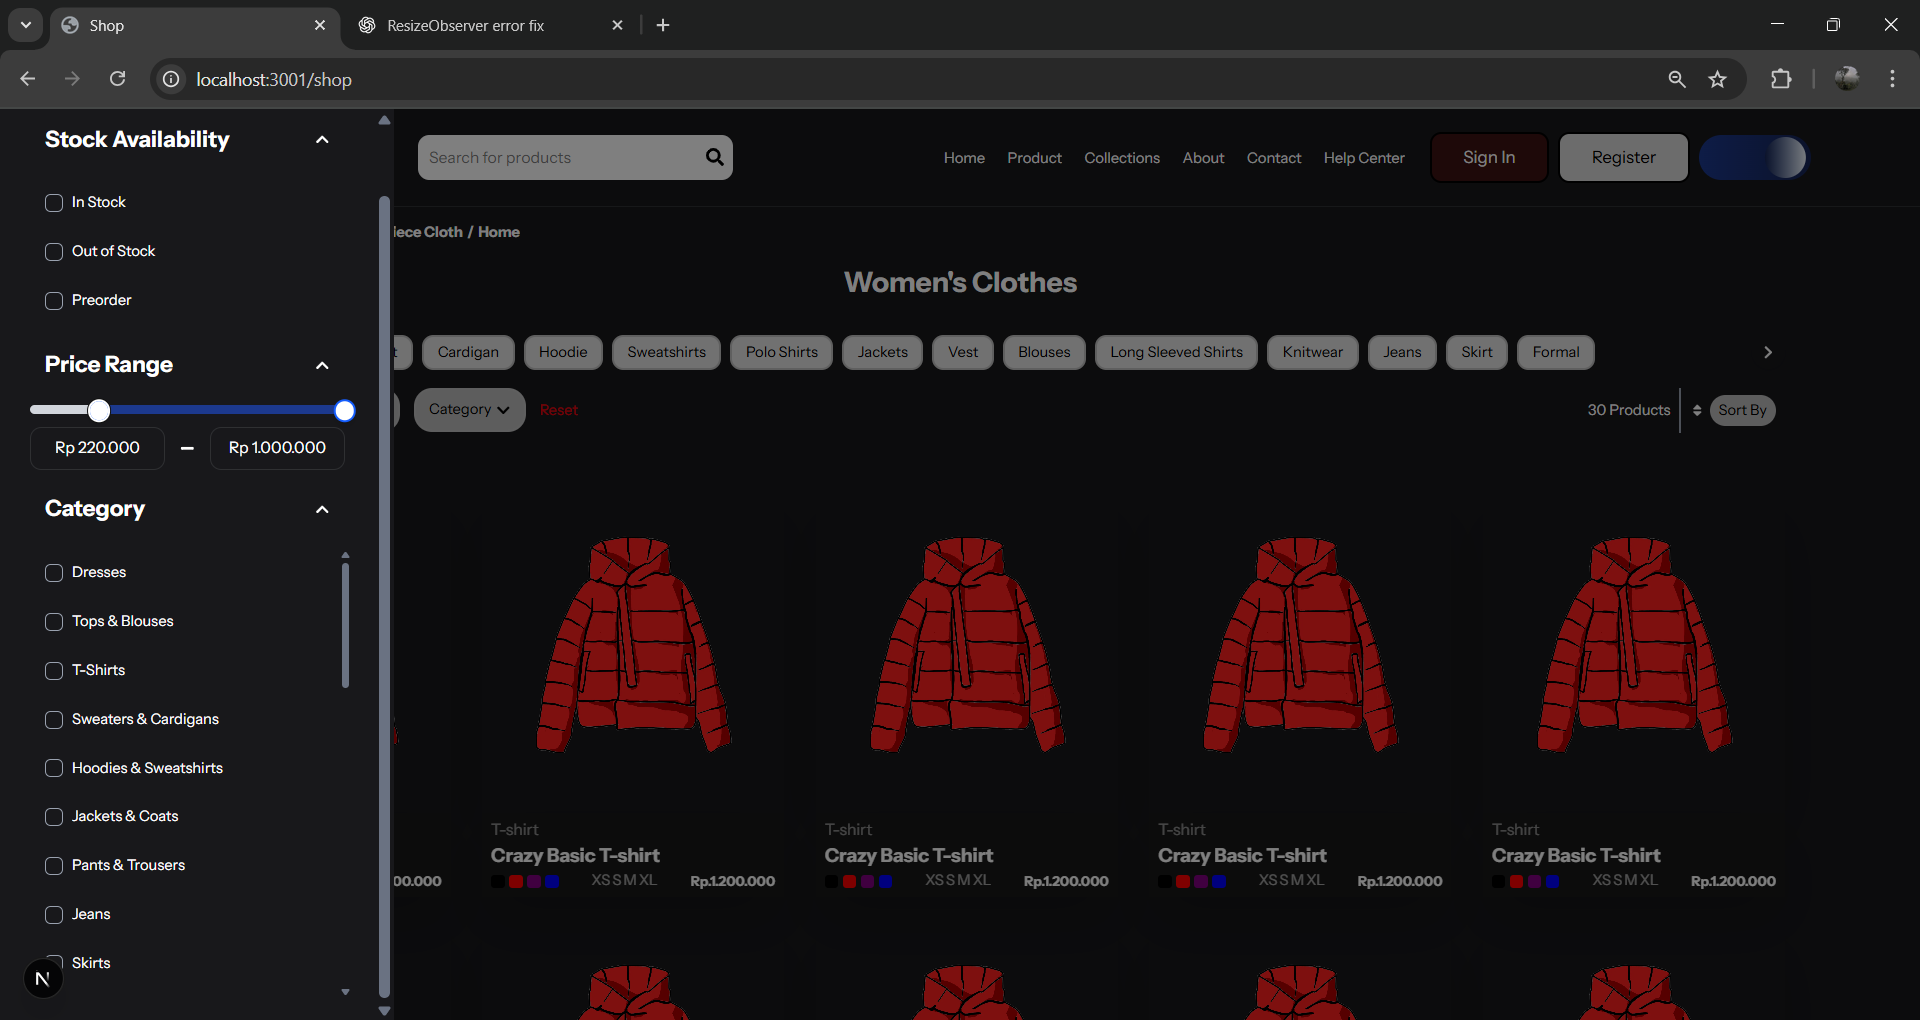 Shop
ResizeObserver error fix
localhost:3001/shop
Stock Availability
In Stock
Out of Stock
Preorder
Price Range
Rp 220.000 – Rp 1.000.000
Category
Dresses
Tops & Blouses
T-Shirts
Sweaters & Cardigans
Hoodies & Sweatshirts
Jackets & Coats
Pants & Trousers
Jeans
Skirts
N
Search for products
Home Product Collections About Contact Help Center Sign In Register
iece Cloth / Home
Women's Clothes
t Cardigan Hoodie Sweatshirts Polo Shirts Jackets Vest Blouses Long Sleeved Shirts Knitwear Jeans Skirt Formal
Category Reset 30 Products Sort By
T-shirt T-shirt T-shirt T-shirt
Crazy Basic T-shirt Crazy Basic T-shirt Crazy Basic T-shirt Crazy Basic T-shirt
00.000 XS S M XL Rp.1.200.000 XS S M XL Rp.1.200.000 XS S M XL Rp.1.200.000 XS S M XL Rp.1.200.000